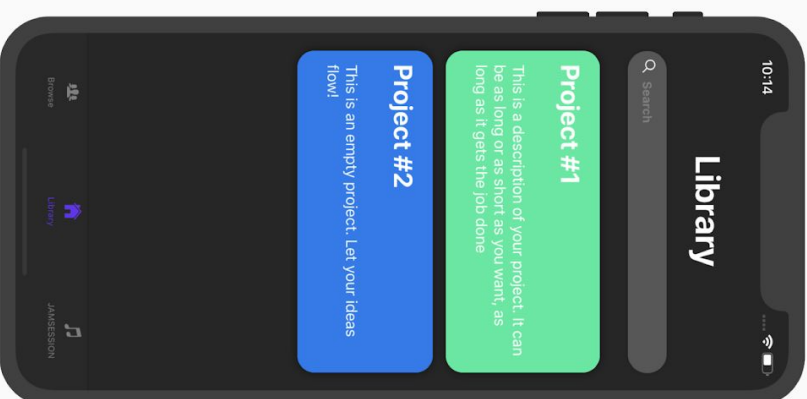 10:14
Library
Search
Project #1
This is a description of your project. It can
be as long or as short as you want, as
long as it gets the job done
Project #2
This is an empty project. Let your ideas
flow!
Browse
Library
JAMSESSION